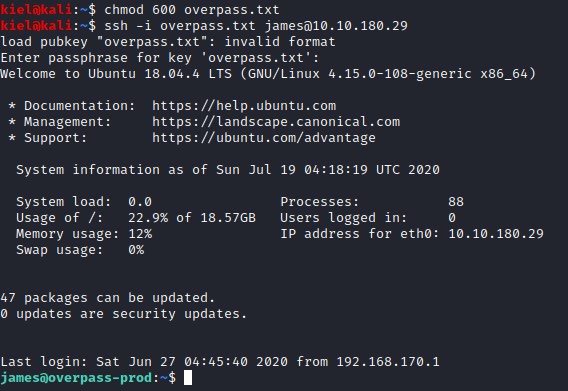 kiel@kali:~$ chmod 600 overpass.txt
kiel@kali:~$ ssh -i overpass.txt james@10.10.180.29
load pubkey "overpass.txt": invalid format
Enter passphrase for key 'overpass.txt':
Welcome to Ubuntu 18.04.4 LTS (GNU/Linux 4.15.0-108-generic x86_64)

 * Documentation:  https://help.ubuntu.com
 * Management:     https://landscape.canonical.com
 * Support:        https://ubuntu.com/advantage

  System information as of Sun Jul 19 04:18:19 UTC 2020

  System load:  0.0                Processes:           88
  Usage of /:   22.9% of 18.57GB   Users logged in:     0
  Memory usage: 12%                IP address for eth0: 10.10.180.29
  Swap usage:   0%

47 packages can be updated.
0 updates are security updates.

Last login: Sat Jun 27 04:45:40 2020 from 192.168.170.1
james@overpass-prod:~$